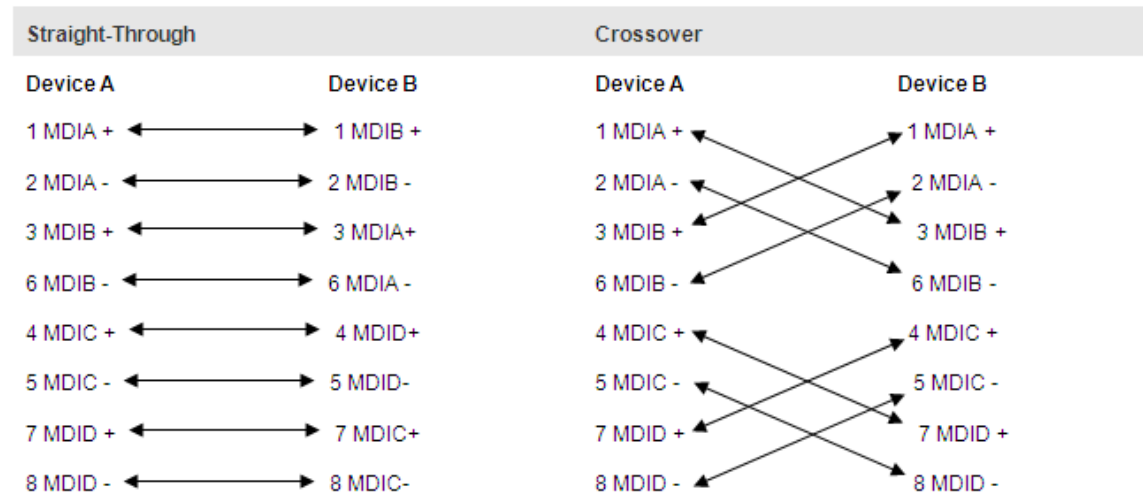 Straight-Through Crossover
Device A Device B Device A Device B
1 MDIA + 1 MDIB + 1 MDIA + 1 MDIA +
2 MDIA - 2 MDIB - 2 MDIA - 2 MDIA -
3 MDIB + 3 MDIA+ 3 MDIB + 3 MDIB +
6 MDIB - 6 MDIA - 6 MDIB - 6 MDIB -
4 MDIC + 4 MDID+ 4 MDIC + 4 MDIC +
5 MDIC - 5 MDID- 5 MDIC - 5 MDIC -
7 MDID + 7 MDIC+ 7 MDID + 7 MDID +
8 MDID - 8 MDIC- 8 MDID - 8 MDID -